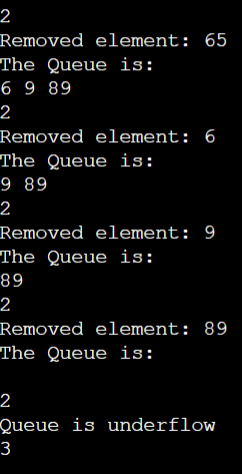 2
Removed element: 65
The Queue is:
6 9 89
2
Removed element: 6
The Queue is:
9 89
2
Removed element: 9
The Queue is:
89
2
Removed element: 89
The Queue is:
2
Queue is underflow
3